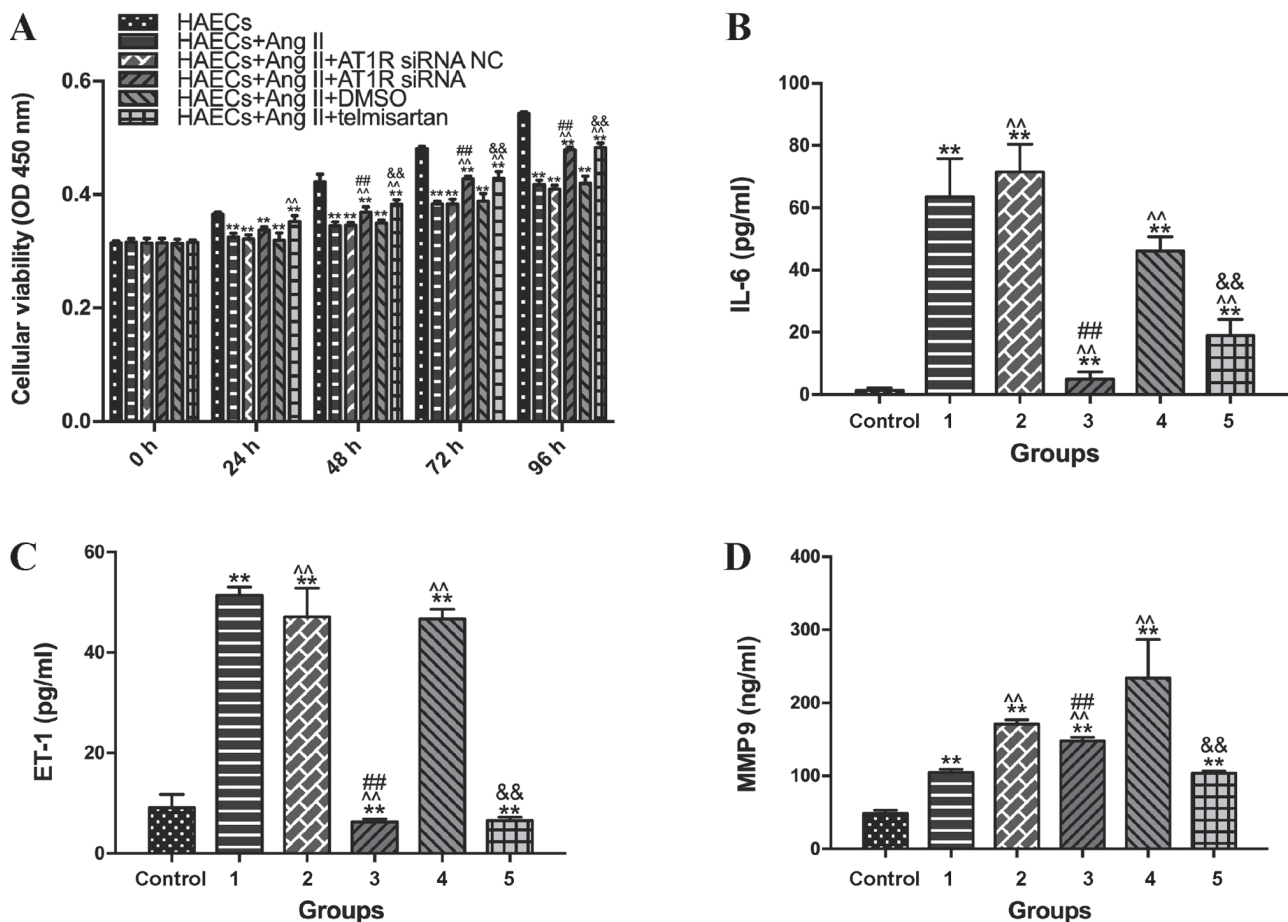 A
HAECs
HAECs+Ang II
HAECs+Ang II+AT1R siRNA NC
HAECs+Ang II+AT1R siRNA
HAECs+Ang II+DMSO
HAECs+Ang II+telmisartan
Cellular viability (OD 450 nm)
0.6
0.4
0.2
0.0
** ** ** ** ^^ **
** ** ## ^^ ** ** && ^^ **
** ** ## ^^ ** ** && ^^ **
** ** ## ^^ ** ** && ^^ **
0 h 24 h 48 h 72 h 96 h
B
IL-6 (pg/ml)
100
80
60
40
20
0
** ^^ ** ## ^^ ** ^^ ** && ^^ **
Control 1 2 3 4 5
Groups
C
ET-1 (pg/ml)
60
40
20
0
** ^^ ** ## ^^ ** ^^ ** && **
Control 1 2 3 4 5
Groups
D
MMP9 (ng/ml)
400
300
200
100
0
** ^^ ** ## ^^ ** ^^ ** && **
Control 1 2 3 4 5
Groups